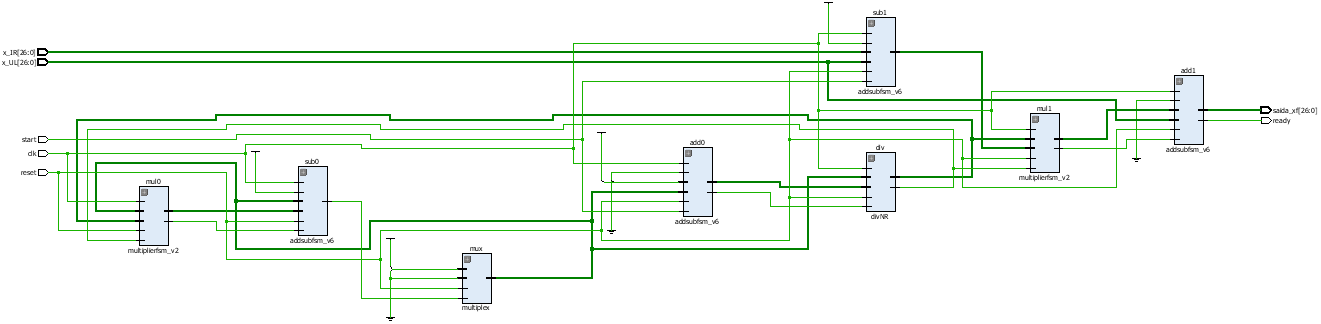 sub1
x_IR[26:0]
x_UL[26:0]
addsubfsm_v6
add1
saida_xf[26:0]
ready
mul1
addsubfsm_v6
multiplierfsm_v2
start
clk
reset
add0
div
addsubfsm_v6
divNR
sub0
mul0
addsubfsm_v6
multiplierfsm_v2
mux
multiplex